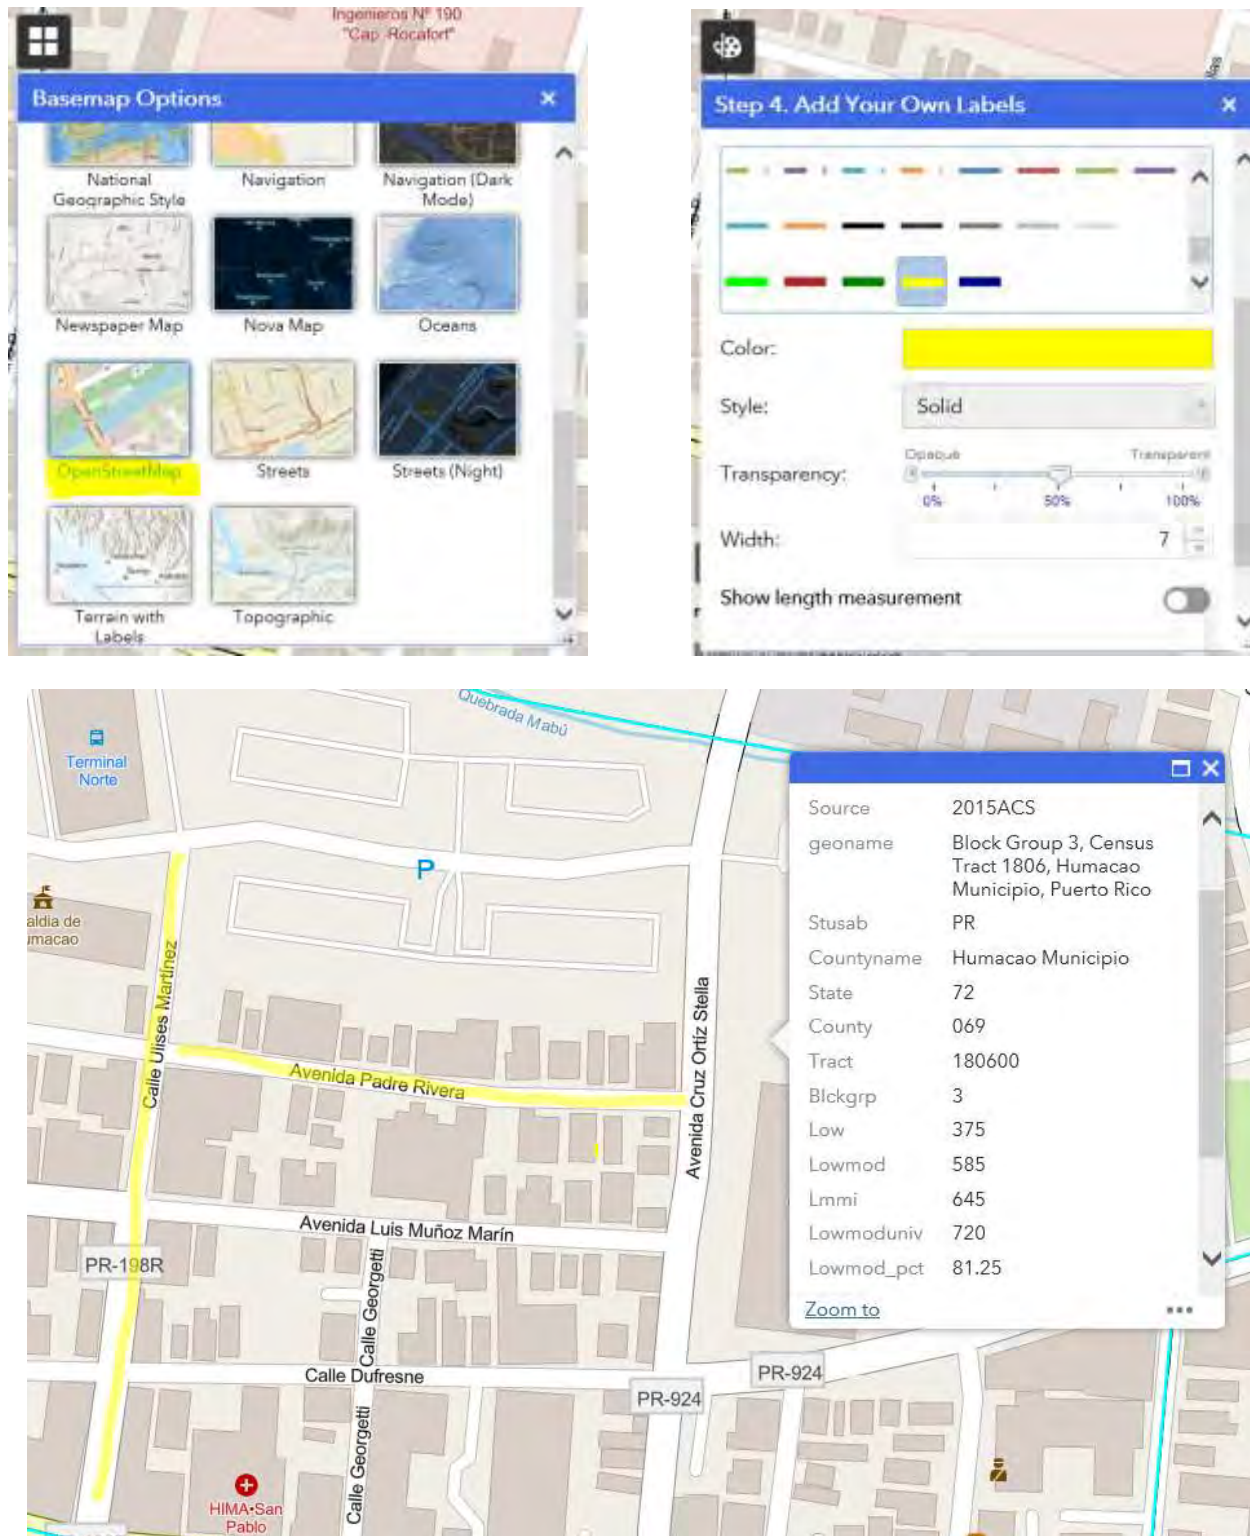 Ingenieros Nº 190
"Cap. Rocafort"
Basemap Options
National
Geographic Style
Navigation
Navigation (Dark
Mode)
Newspaper Map
Nova Map
Oceans
OpenStreetMap
Streets
Streets (Night)
Terrain with
Labels
Topographic
Step 4. Add Your Own Labels
Color:
Style:
Solid
Transparency:
Opaque
Transparent
0%
50%
100%
Width:
7
Show length measurement
Quebrada Mabú
Terminal
Norte
P
aldía de
umacao
Calle Ulises Martínez
Avenida Padre Rivera
Avenida Cruz Ortíz Stella
Avenida Luis Muñoz Marín
PR-198R
Calle Georgetti
Calle Dufresne
PR-924
PR-924
Calle Georgetti
HIMA•San
Pablo
Source 2015ACS
geoname Block Group 3, Census
Tract 1806, Humacao
Municipio, Puerto Rico
Stusab PR
Countyname Humacao Municipio
State 72
County 069
Tract 180600
Blckgrp 3
Low 375
Lowmod 585
Lmmi 645
Lowmoduniv 720
Lowmod_pct 81.25
Zoom to